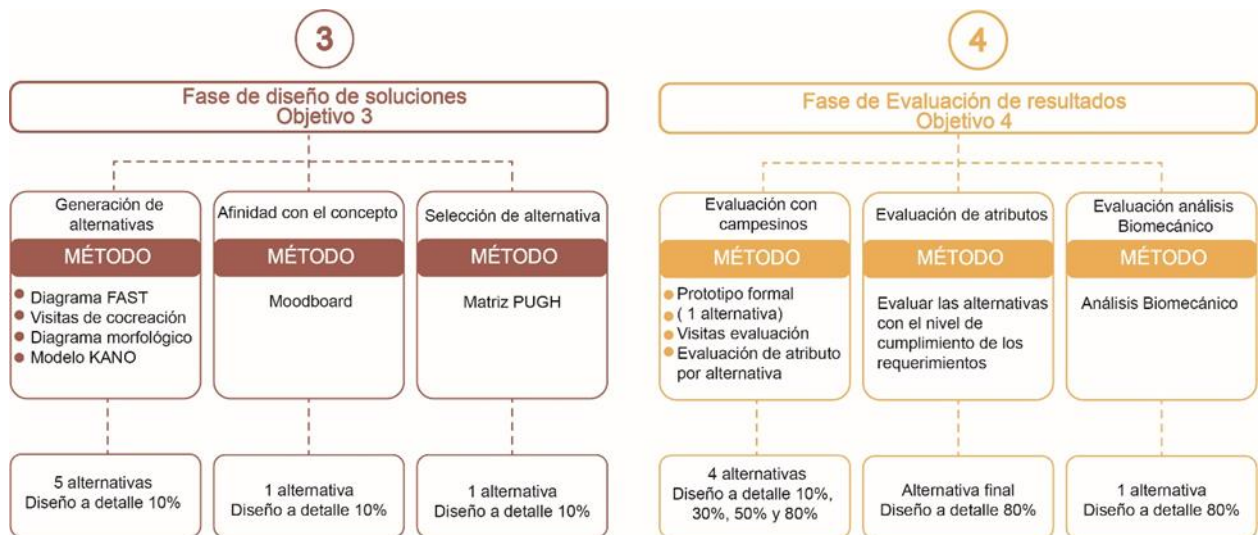 3
Fase de diseño de soluciones
Objetivo 3
Generación de
alternativas
MÉTODO
Diagrama FAST
Visitas de cocreación
Diagrama morfológico
Modelo KANO
5 alternativas
Diseño a detalle 10%
Afinidad con el concepto
MÉTODO
Moodboard
1 alternativa
Diseño a detalle 10%
Selección de alternativa
MÉTODO
Matriz PUGH
1 alternativa
Diseño a detalle 10%
4
Fase de Evaluación de resultados
Objetivo 4
Evaluación con
campesinos
MÉTODO
Prototipo formal
( 1 alternativa)
Visitas evaluación
Evaluación de atributo
por alternativa
4 alternativas
Diseño a detalle 10%,
30%, 50% y 80%
Evaluación de atributos
MÉTODO
Evaluar las alternativas
con el nivel de
cumplimiento de los
requerimientos
Alternativa final
Diseño a detalle 80%
Evaluación análisis
Biomecánico
MÉTODO
Análisis Biomecánico
1 alternativa
Diseño a detalle 80%